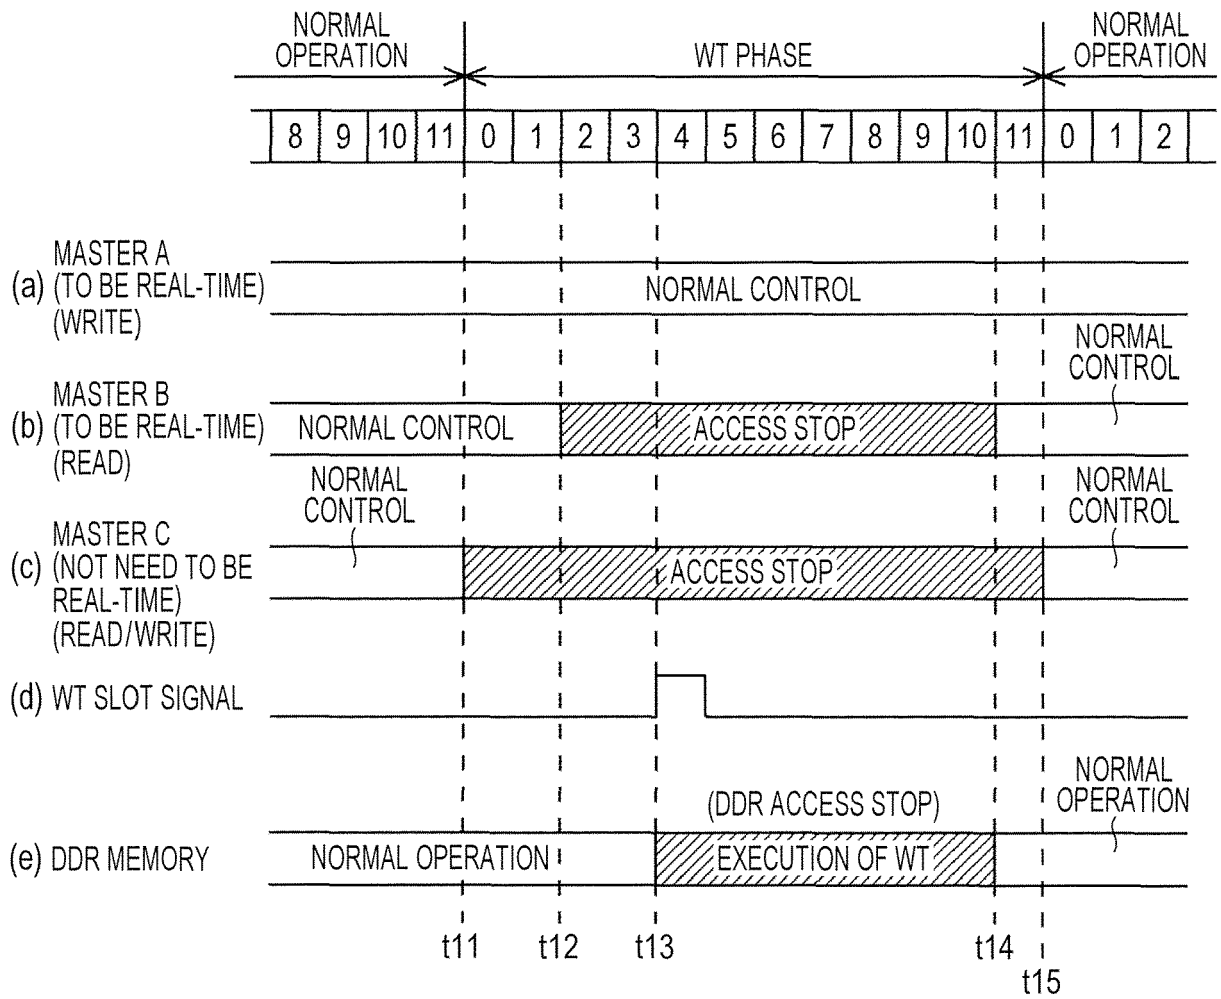 NORMAL
OPERATION
WT PHASE
NORMAL
OPERATION
8 9 10 11 0 1 2 3 4 5 6 7 8 9 10 11 0 1 2
(a) MASTER A
(TO BE REAL-TIME)
(WRITE)
NORMAL CONTROL
NORMAL
CONTROL
(b) MASTER B
(TO BE REAL-TIME)
(READ)
NORMAL CONTROL
ACCESS STOP
NORMAL
CONTROL
NORMAL
CONTROL
(c) MASTER C
(NOT NEED TO BE
REAL-TIME)
(READ/WRITE)
ACCESS STOP
(d) WT SLOT SIGNAL
(DDR ACCESS STOP)
NORMAL
OPERATION
(e) DDR MEMORY
NORMAL OPERATION
EXECUTION OF WT
t11 t12 t13 t14
t15